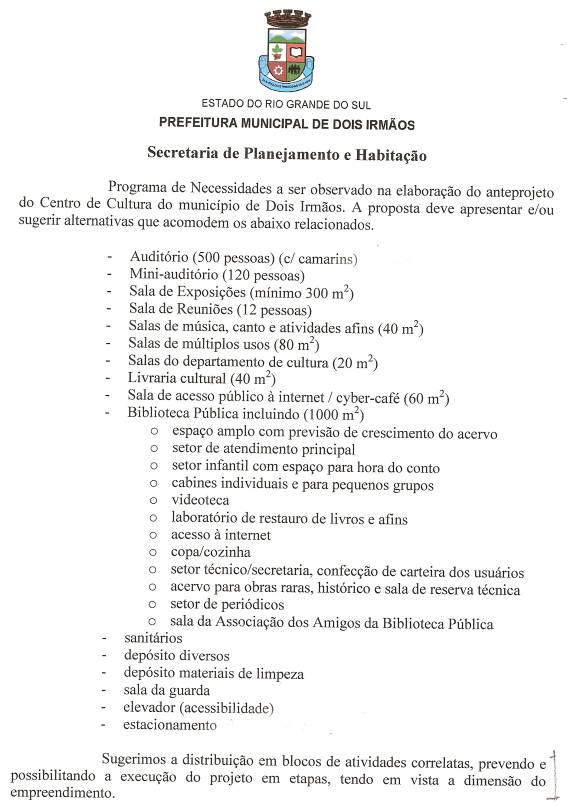 ESTADO DO RIO GRANDE DO SUL
PREFEITURA MUNICIPAL DE DOIS IRMÃOS
Secretaria de Planejamento e Habitação
Programa de Necessidades a ser observado na elaboração do anteprojeto
do Centro de Cultura do município de Dois Irmãos. A proposta deve apresentar e/ou
sugerir alternativas que acomodem os abaixo relacionados.
- Auditório (500 pessoas) (c/ camarins)
- Mini-auditório (120 pessoas)
- Sala de Exposições (mínimo 300 m²)
- Sala de Reuniões (12 pessoas)
- Salas de música, canto e atividades afins (40 m²)
- Salas de múltiplos usos (80 m²)
- Salas do departamento de cultura (20 m²)
- Livraria cultural (40 m²)
- Sala de acesso público à internet / cyber-café (60 m²)
- Biblioteca Pública incluindo (1000 m²)
o espaço amplo com previsão de crescimento do acervo
o setor de atendimento principal
o setor infantil com espaço para hora do conto
o cabines individuais e para pequenos grupos
o videoteca
o laboratório de restauro de livros e afins
o acesso à internet
o copa/cozinha
o setor técnico/secretaria, confecção de carteira dos usuários
o acervo para obras raras, histórico e sala de reserva técnica
o setor de periódicos
o sala da Associação dos Amigos da Biblioteca Pública
- sanitários
- depósito diversos
- depósito materiais de limpeza
- sala da guarda
- elevador (acessibilidade)
- estacionamento
Sugerimos a distribuição em blocos de atividades correlatas, prevendo e
possibilitando a execução do projeto em etapas, tendo em vista a dimensão do
empreendimento.